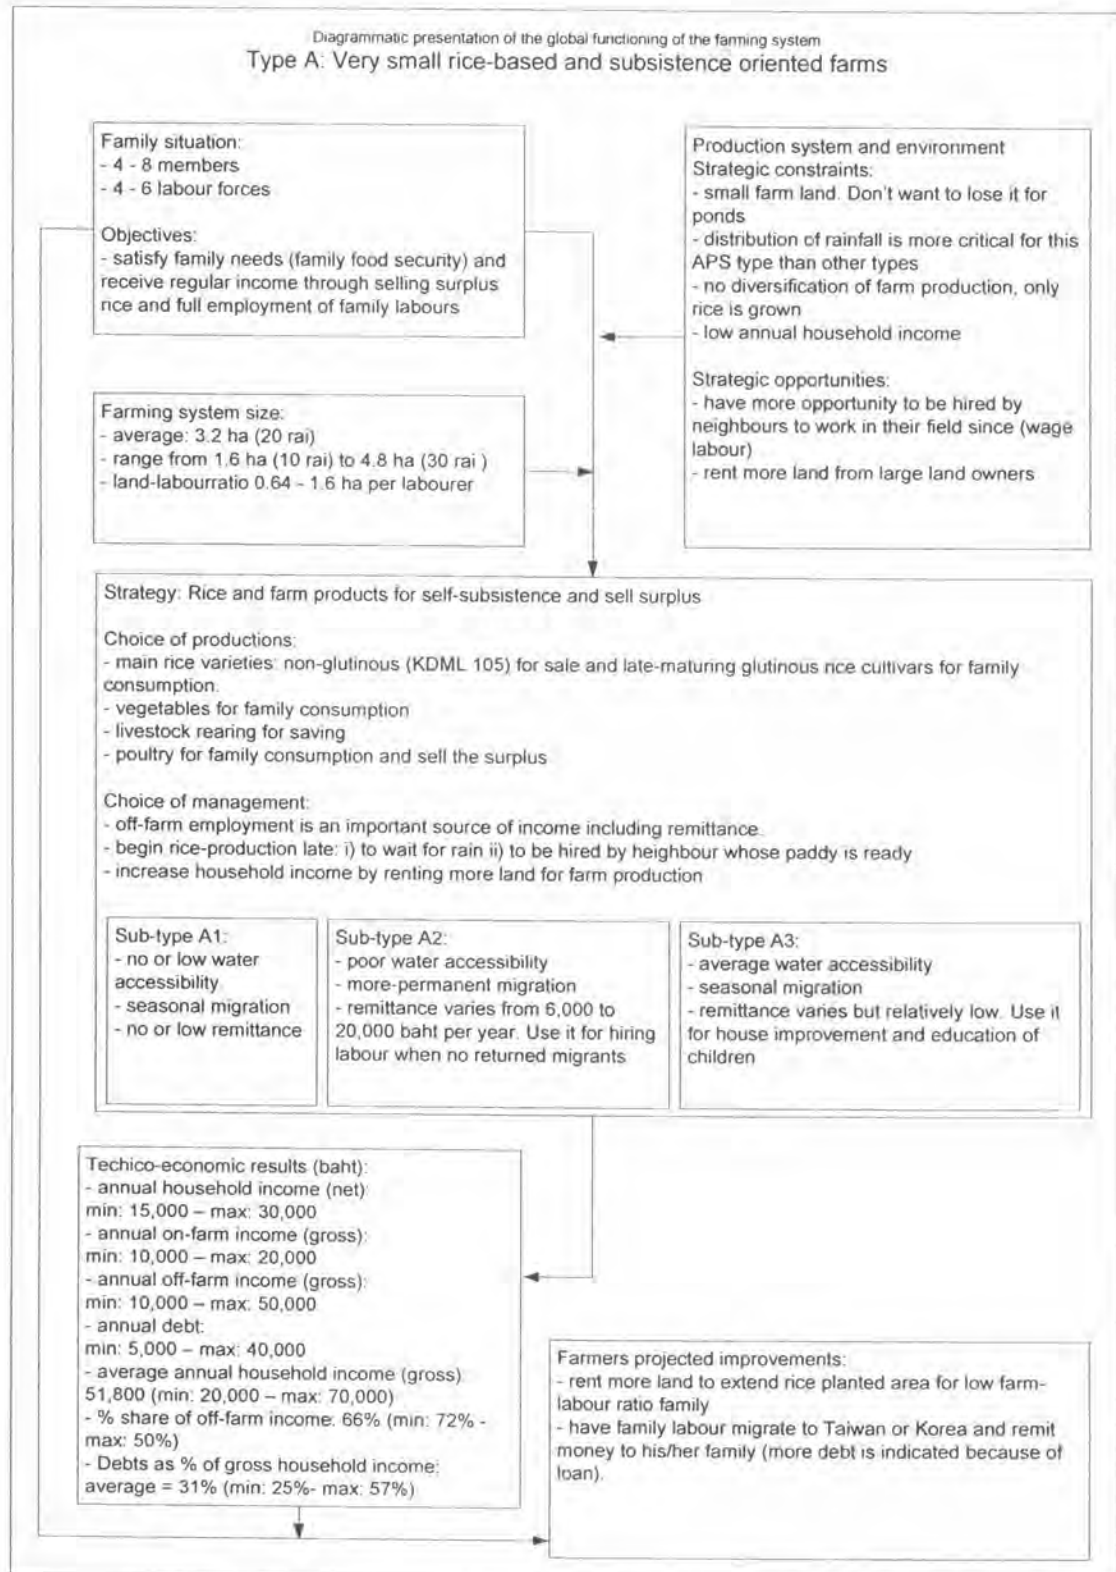 Diagrammatic presentation of the global functioning of the farming system
Type A: Very small rice-based and subsistence oriented farms
Family situation:
- 4 - 8 members
- 4 - 6 labour forces
Objectives:
- satisfy family needs (family food security) and
receive regular income through selling surplus
rice and full employment of family labours
Production system and environment
Strategic constraints:
- small farm land. Don't want to lose it for
ponds
- distribution of rainfall is more critical for this
APS type than other types
- no diversification of farm production, only
rice is grown
- low annual household income
Strategic opportunities:
- have more opportunity to be hired by
neighbours to work in their field since (wage
labour)
- rent more land from large land owners
Farming system size:
- average: 3.2 ha (20 rai)
- range from 1.6 ha (10 rai) to 4.8 ha (30 rai )
- land-labourratio 0.64 - 1.6 ha per labourer
Strategy: Rice and farm products for self-subsistence and sell surplus
Choice of productions:
- main rice varieties: non-glutinous (KDML 105) for sale and late-maturing glutinous rice cultivars for family
consumption.
- vegetables for family consumption
- livestock rearing for saving
- poultry for family consumption and sell the surplus
Choice of management:
- off-farm employment is an important source of income including remittance.
- begin rice-production late: i) to wait for rain ii) to be hired by heighbour whose paddy is ready
- increase household income by renting more land for farm production
Sub-type A1:
- no or low water
accessibility
- seasonal migration
- no or low remittance
Sub-type A2:
- poor water accessibility
- more-permanent migration
- remittance varies from 6,000 to
20,000 baht per year. Use it for hiring
labour when no returned migrants
Sub-type A3:
- average water accessibility
- seasonal migration
- remittance varies but relatively low. Use it
for house improvement and education of
children
Techico-economic results (baht):
- annual household income (net):
min: 15,000 – max: 30,000
- annual on-farm income (gross):
min: 10,000 – max: 20,000
- annual off-farm income (gross):
min: 10,000 – max: 50,000
- annual debt:
min: 5,000 – max: 40,000
- average annual household income (gross)
51,800 (min: 20,000 – max: 70,000)
- % share of off-farm income: 66% (min: 72% -
max: 50%)
- Debts as % of gross household income:
average = 31% (min: 25%- max: 57%)
Farmers projected improvements:
- rent more land to extend rice planted area for low farm-
labour ratio family
- have family labour migrate to Taiwan or Korea and remit
money to his/her family (more debt is indicated because of
loan).